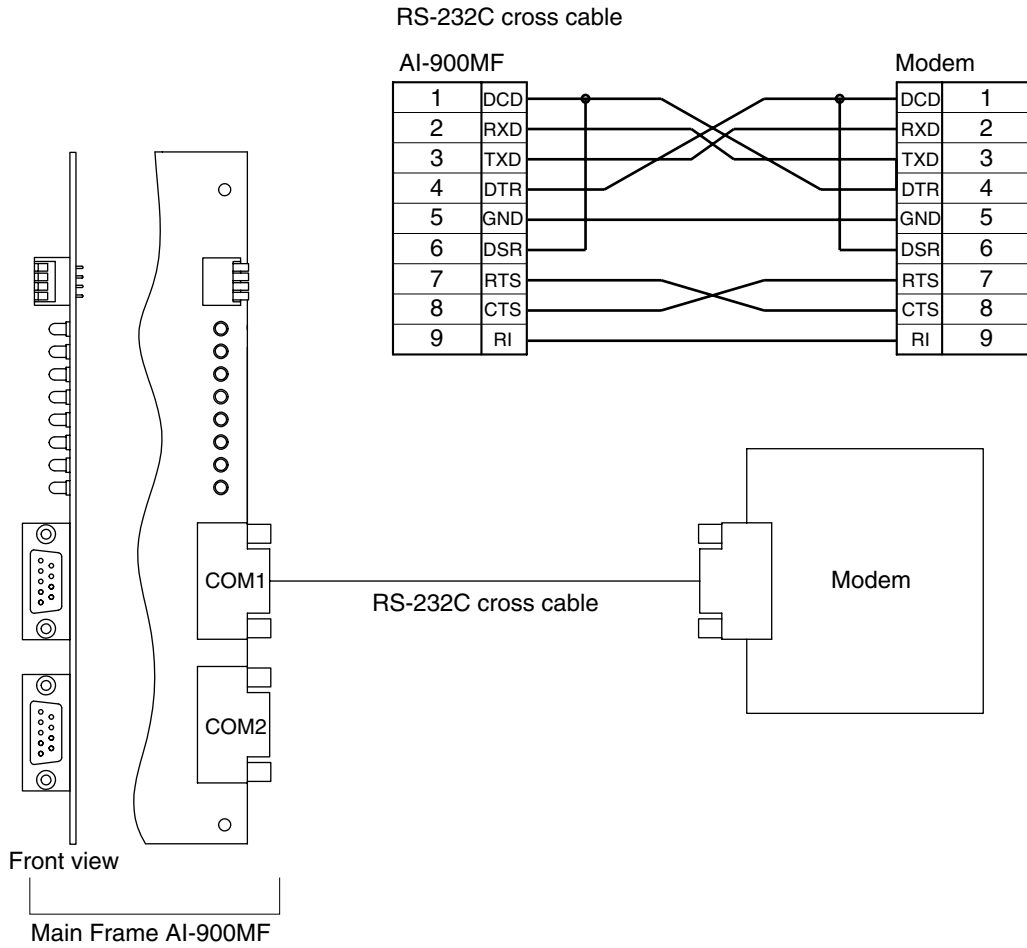 RS-232C cross cable
AI-900MF Modem
1 DCD DCD 1
2 RXD RXD 2
3 TXD TXD 3
4 DTR DTR 4
5 GND GND 5
6 DSR DSR 6
7 RTS RTS 7
8 CTS CTS 8
9 RI RI 9
COM1
RS-232C cross cable
Modem
COM2
Front view
Main Frame AI-900MF